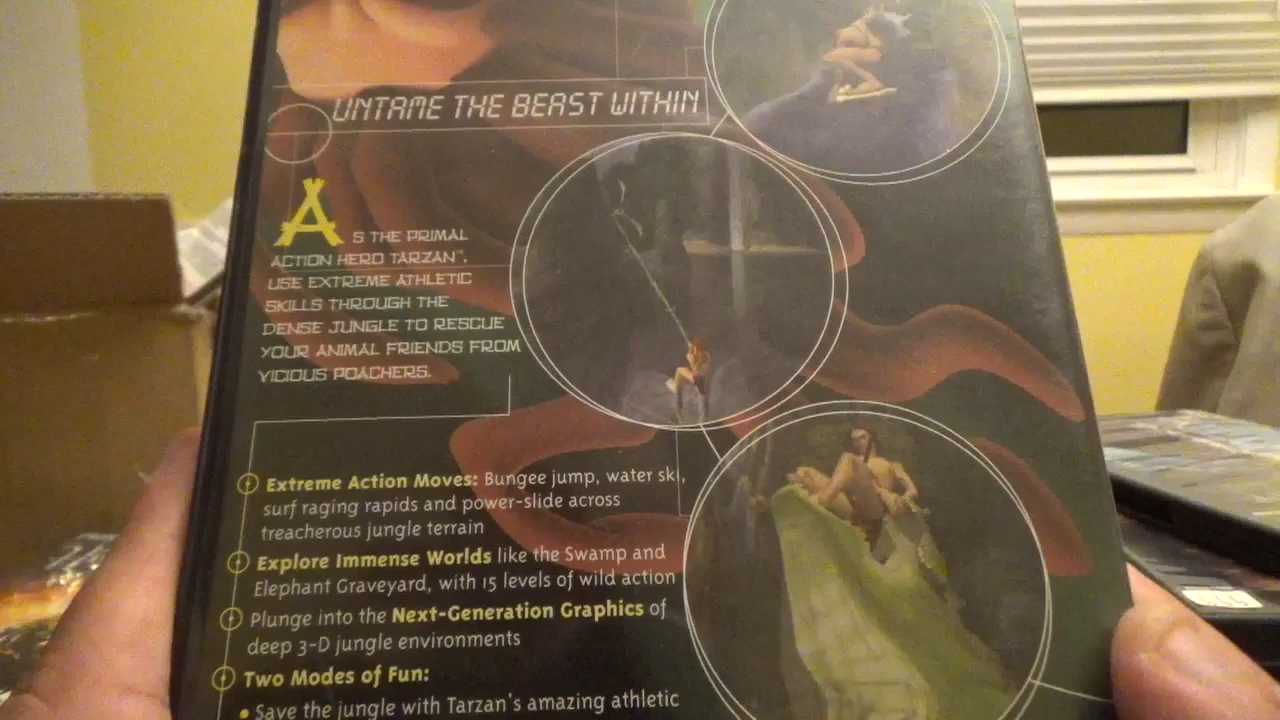 UNTAME THE BEAST WITHIN
AS THE PRIMAL
ACTION HERO TARZAN™,
USE EXTREME ATHLETIC
SKILLS THROUGH THE
DENSE JUNGLE TO RESCUE
YOUR ANIMAL FRIENDS FROM
VICIOUS POACHERS.
Extreme Action Moves: Bungee jump, water ski,
surf raging rapids and power-slide across
treacherous jungle terrain
Explore Immense Worlds like the Swamp and
Elephant Graveyard, with 15 levels of wild action
Plunge into the Next-Generation Graphics of
deep 3-D jungle environments
Two Modes of Fun:
• Save the jungle with Tarzan's amazing athletic